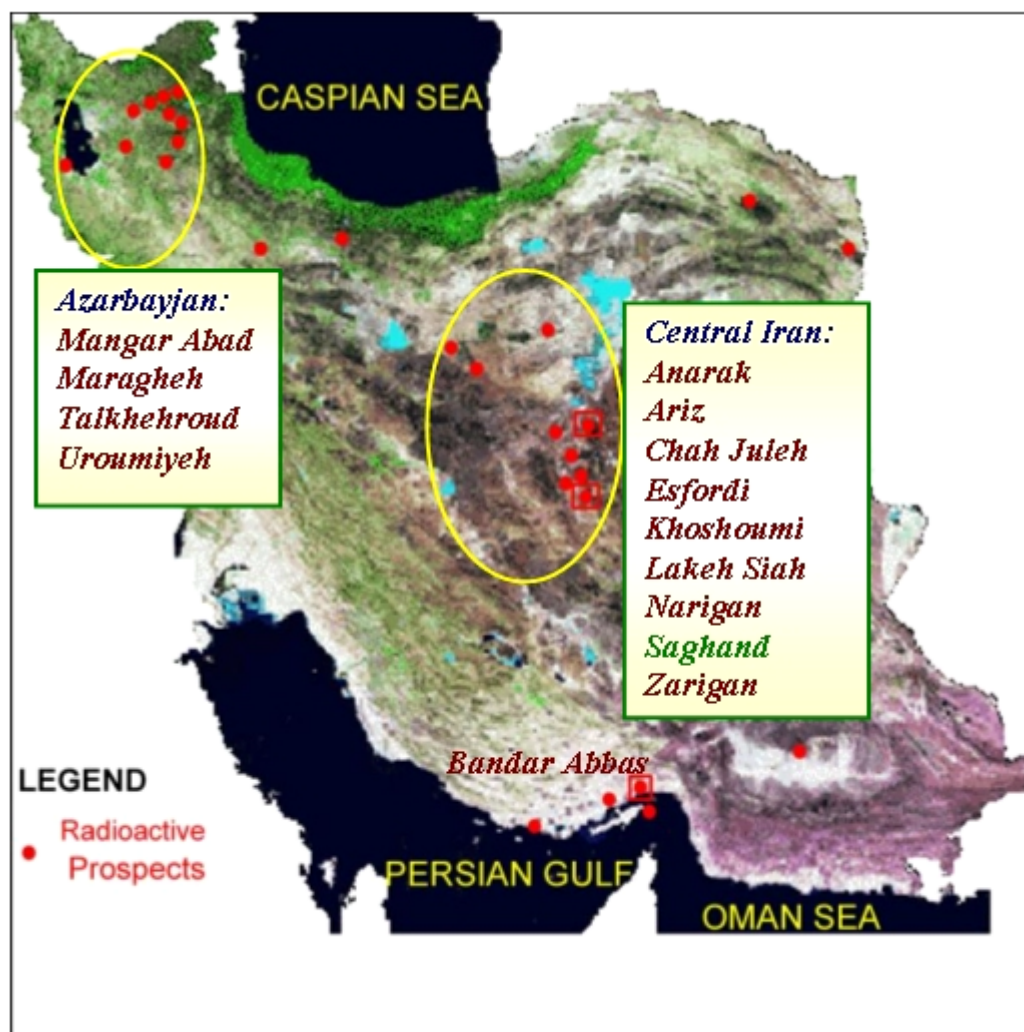 CASPIAN SEA
Azarbayjan:
Mangar Abad
Maragheh
Talkhehroud
Uroumiyeh
Central Iran:
Anarak
Ariz
Chah Juleh
Esfordi
Khoshoumi
Lakeh Siah
Narigan
Saghand
Zarigan
Bandar Abbas
LEGEND
Radioactive
Prospects
PERSIAN GULF
OMAN SEA